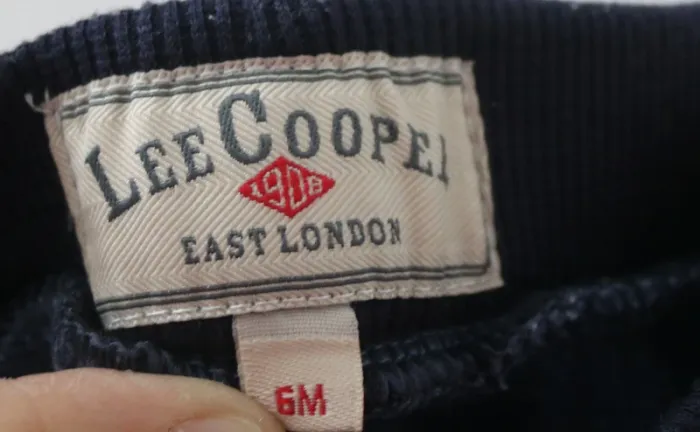 LEE COOPER
1908
EAST LONDON
6M